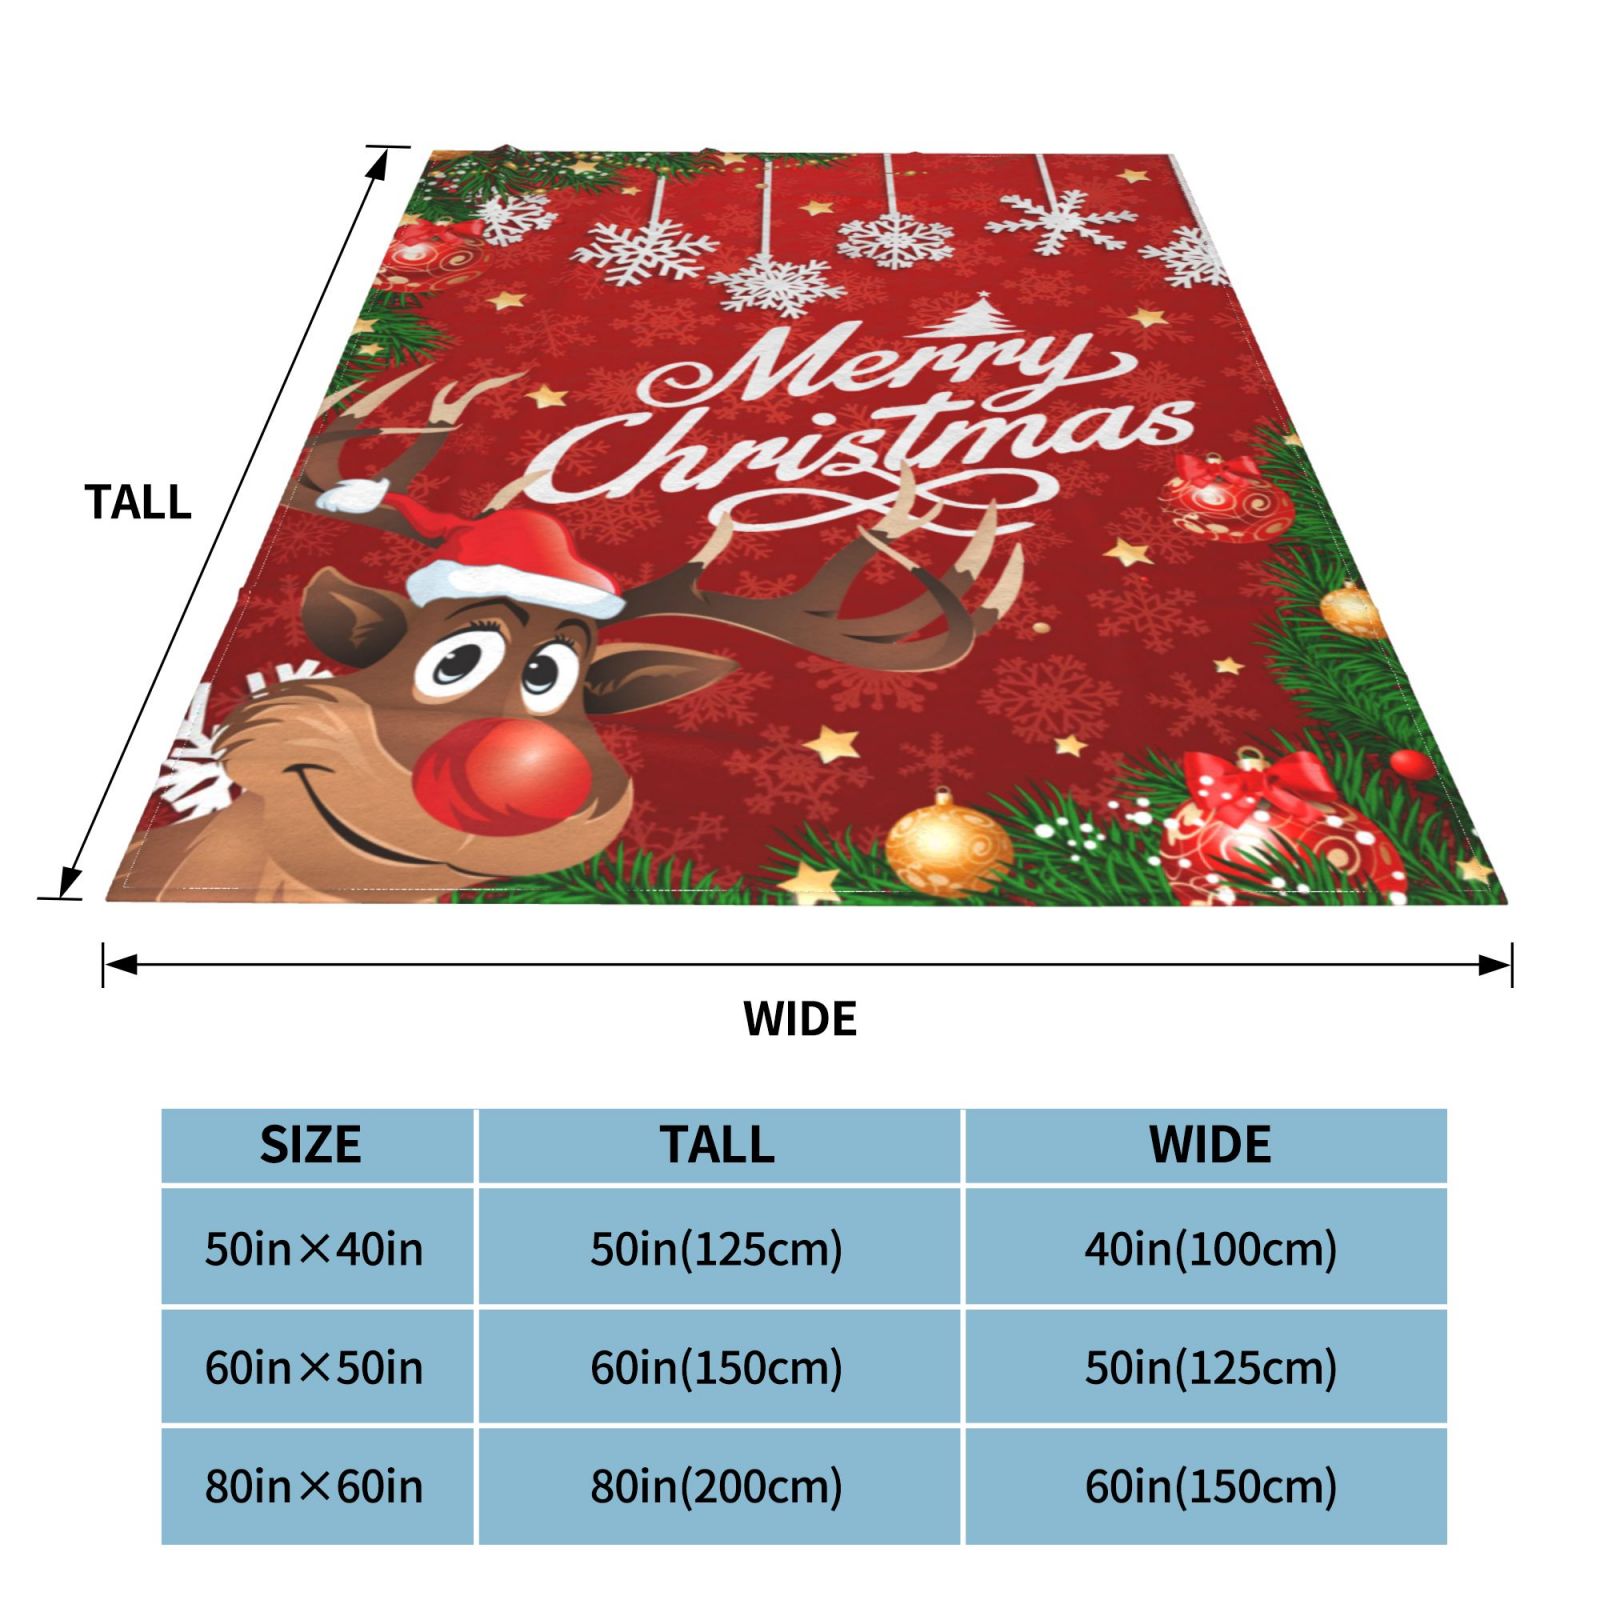 Merry
Christmas
TALL
WIDE
SIZE TALL WIDE
50in×40in 50in(125cm) 40in(100cm)
60in×50in 60in(150cm) 50in(125cm)
80in×60in 80in(200cm) 60in(150cm)